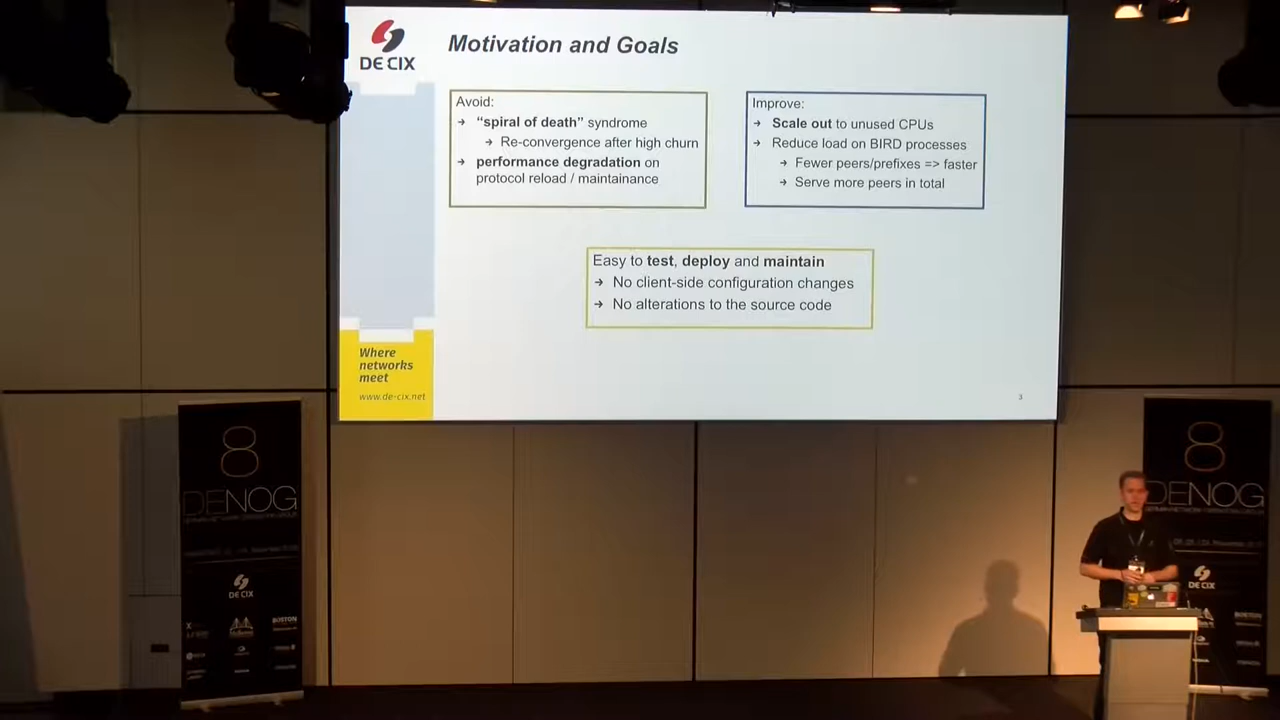 DE CIX
Motivation and Goals
Avoid:
→ “spiral of death” syndrome
→ Re-convergence after high churn
→ performance degradation on
protocol reload / maintainance
Improve:
→ Scale out to unused CPUs
→ Reduce load on BIRD processes
→ Fewer peers/prefixes => faster
→ Serve more peers in total
Easy to test, deploy and maintain
→ No client-side configuration changes
→ No alterations to the source code
Where
networks
meet
www.de-cix.net
3
8
DENOG
DE CIX
BOSTON
8
DENOG
DE CIX
BOSTON